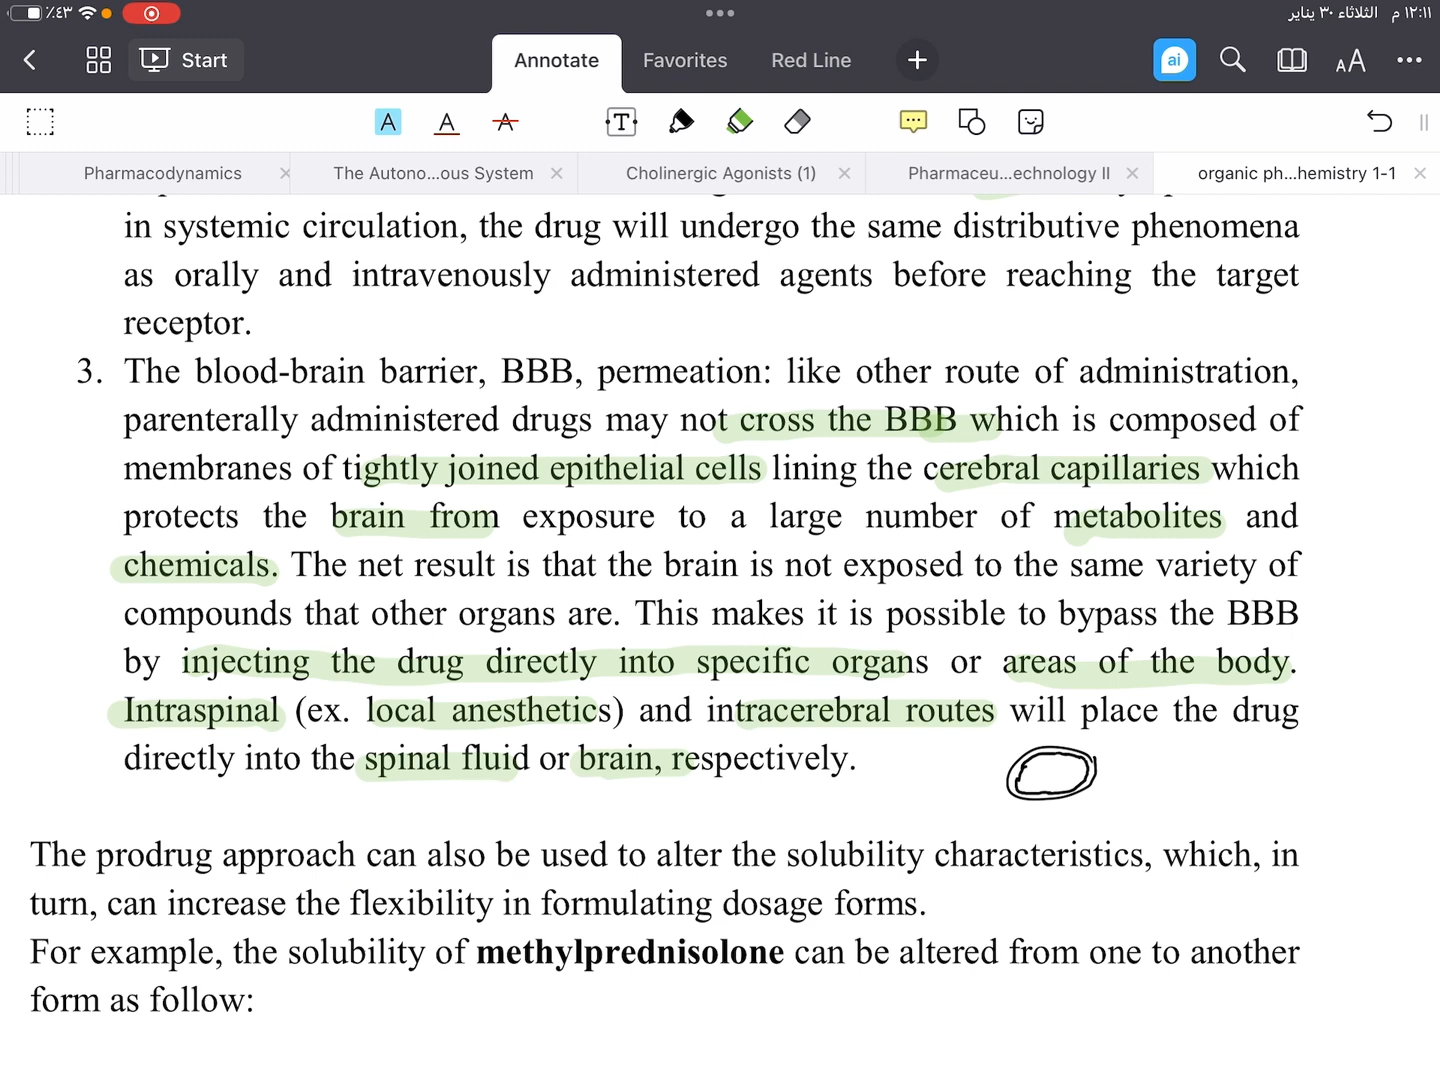 ٪٤٣
١٢:١١ م الثلاثاء ٣٠ يناير
Start
Annotate
Favorites
Red Line
ai
AA
A
A
A
T
Pharmacodynamics
The Autono...ous System
Cholinergic Agonists (1)
Pharmaceu...echnology II
organic ph...hemistry 1-1
in systemic circulation, the drug will undergo the same distributive phenomena
as orally and intravenously administered agents before reaching the target
receptor.
3. The blood-brain barrier, BBB, permeation: like other route of administration,
parenterally administered drugs may not cross the BBB which is composed of
membranes of tightly joined epithelial cells lining the cerebral capillaries which
protects the brain from exposure to a large number of metabolites and
chemicals. The net result is that the brain is not exposed to the same variety of
compounds that other organs are. This makes it is possible to bypass the BBB
by injecting the drug directly into specific organs or areas of the body.
Intraspinal (ex. local anesthetics) and intracerebral routes will place the drug
directly into the spinal fluid or brain, respectively.
The prodrug approach can also be used to alter the solubility characteristics, which, in
turn, can increase the flexibility in formulating dosage forms.
For example, the solubility of methylprednisolone can be altered from one to another
form as follow: